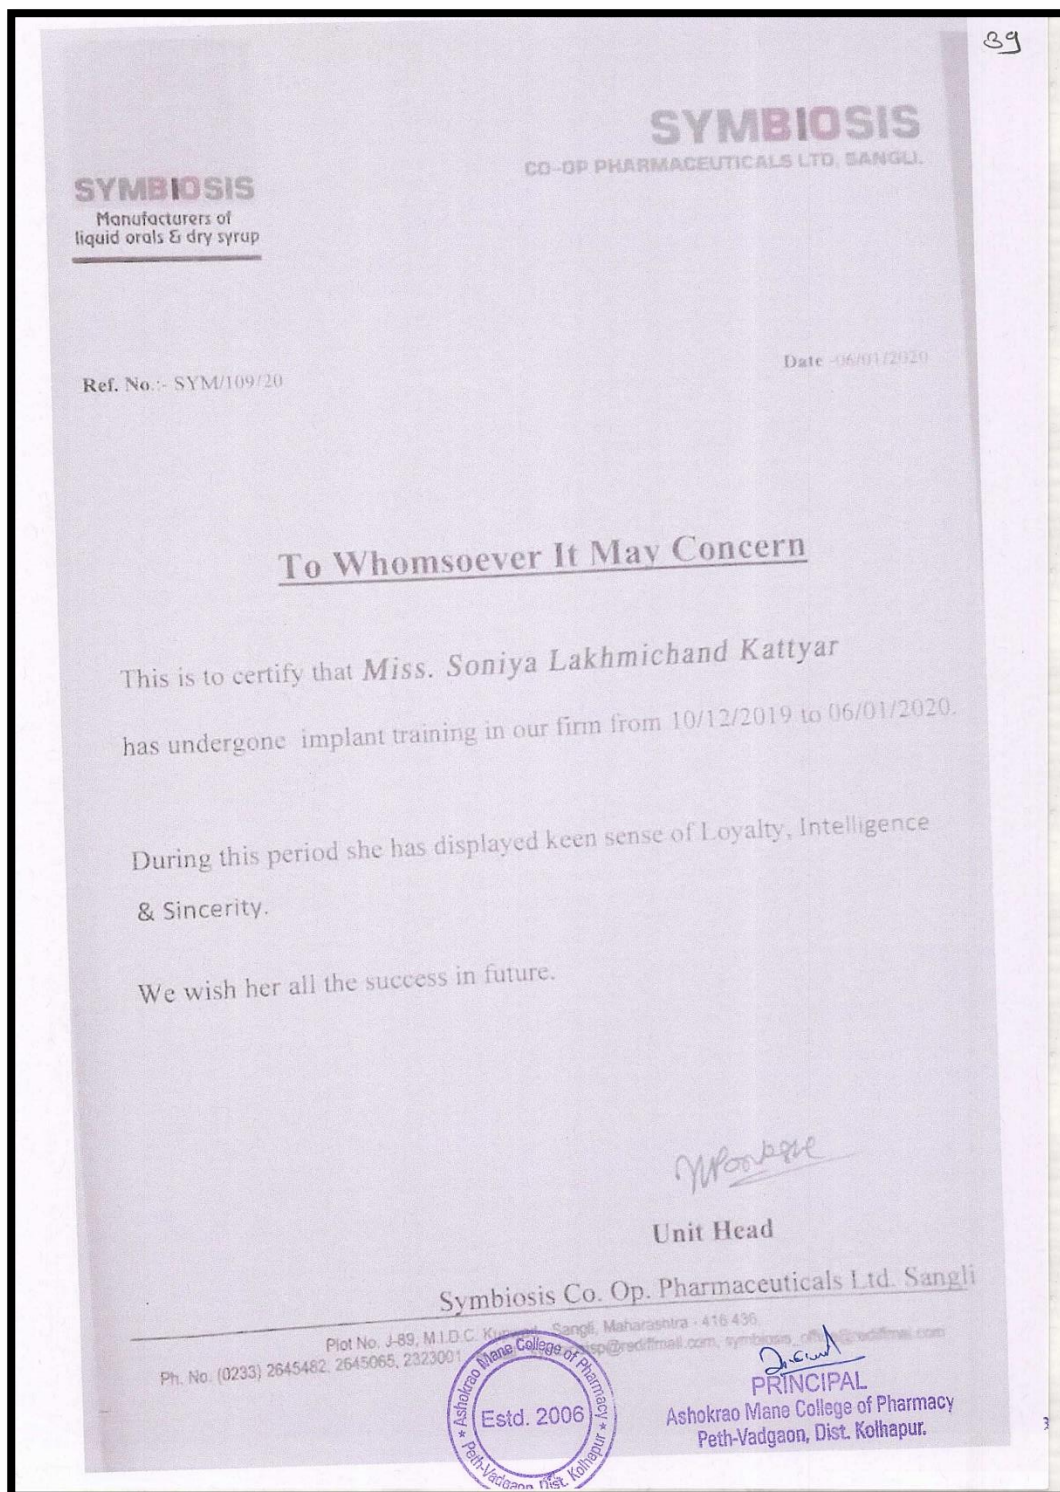 39
SYMBIOSIS
CO-OP PHARMACEUTICALS LTD, SANGLI.
SYMBIOSIS
Manufacturers of
liquid orals & dry syrup
Date -06/01/2020
Ref. No.:- SYM/109/20
To Whomsoever It May Concern
This is to certify that Miss. Soniya Lakhmichand Kattyar
has undergone implant training in our firm from 10/12/2019 to 06/01/2020.
During this period she has displayed keen sense of Loyalty, Intelligence
& Sincerity.
We wish her all the success in future.
Unit Head
Symbiosis Co. Op. Pharmaceuticals Ltd. Sangli
Plot No. J-89, M.I.D.C. Sangli, Maharashtra - 416 436
Ph. No. (0233) 2645482, 2645065, 2323001
Ashokrao Mane College of Pharmacy
Estd. 2006
Peth-Vadgaon Dist. Kolhapur
PRINCIPAL
Ashokrao Mane College of Pharmacy
Peth-Vadgaon, Dist. Kolhapur.